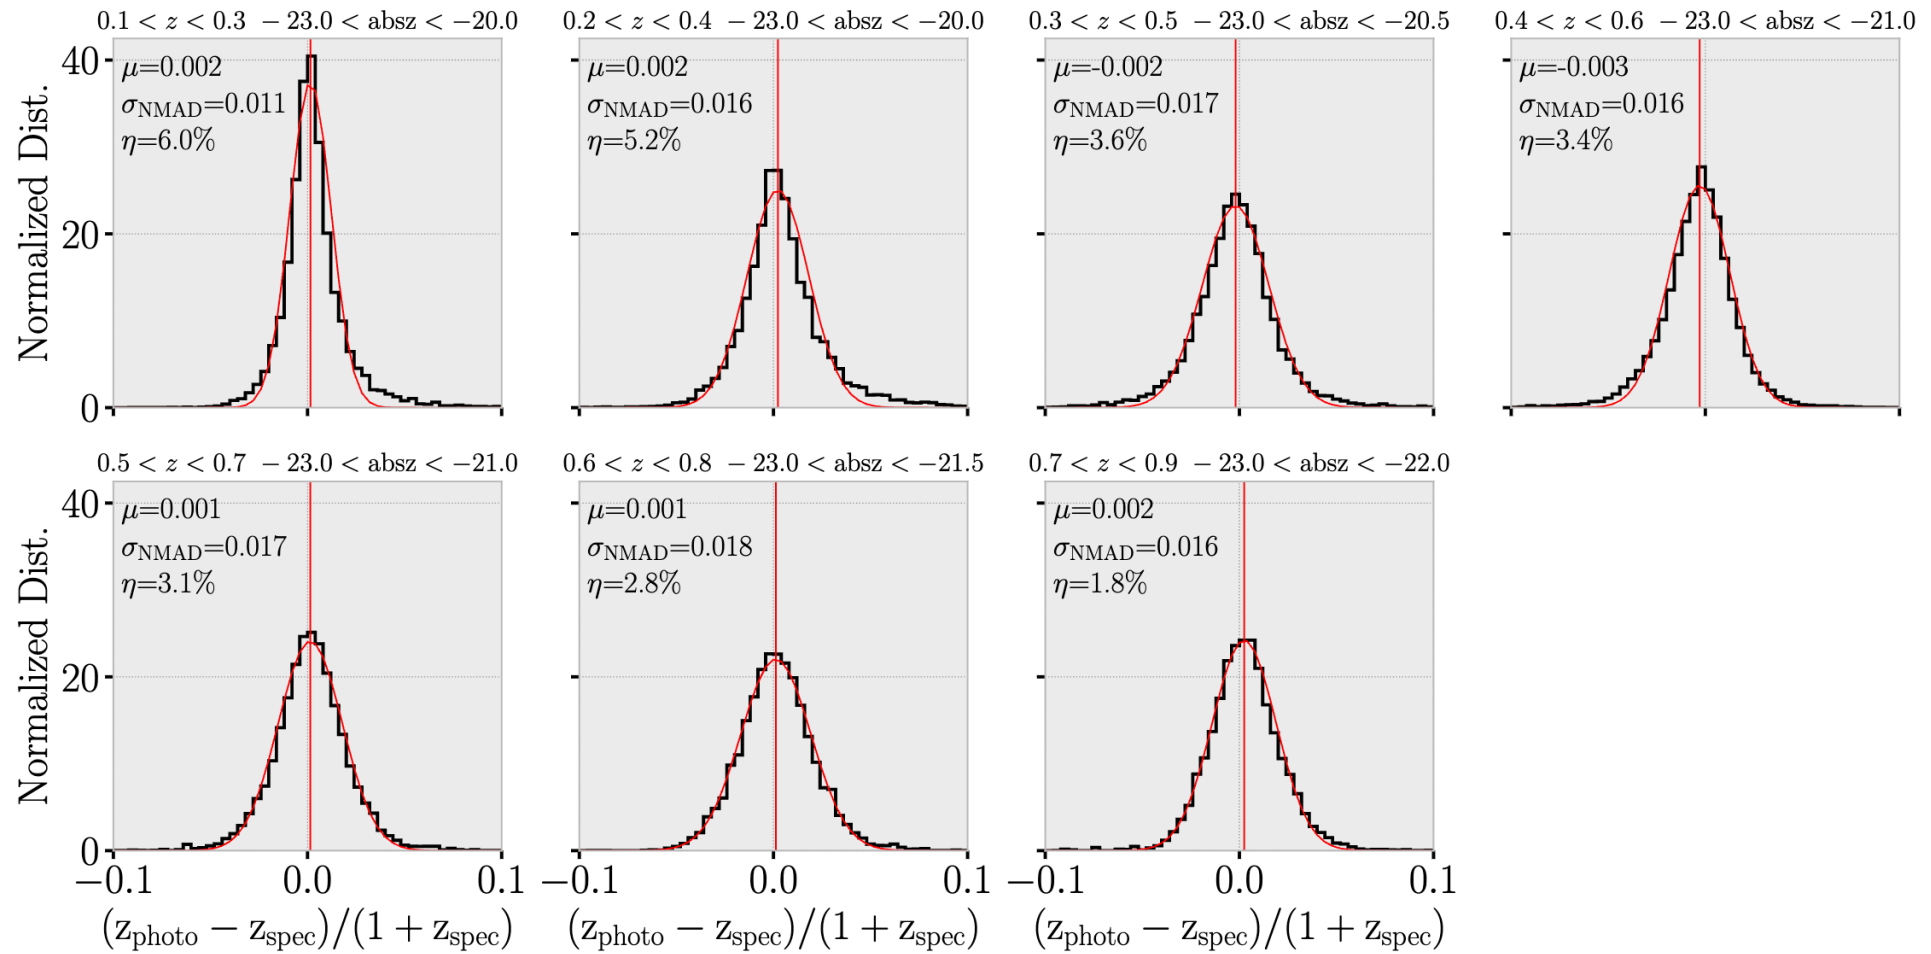 0.1 < z < 0.3 −23.0 < absz < −20.0
40
20
0
Normalized Dist.
μ=0.002
σNMAD=0.011
η=6.0%
0.2 < z < 0.4 −23.0 < absz < −20.0
μ=0.002
σNMAD=0.016
η=5.2%
0.3 < z < 0.5 −23.0 < absz < −20.5
μ=-0.002
σNMAD=0.017
η=3.6%
0.4 < z < 0.6 −23.0 < absz < −21.0
μ=-0.003
σNMAD=0.016
η=3.4%
0.5 < z < 0.7 −23.0 < absz < −21.0
40
20
0
Normalized Dist.
μ=0.001
σNMAD=0.017
η=3.1%
−0.1 0.0 0.1
(zphoto − zspec)/(1 + zspec)
0.6 < z < 0.8 −23.0 < absz < −21.5
μ=0.001
σNMAD=0.018
η=2.8%
−0.1 0.0 0.1
(zphoto − zspec)/(1 + zspec)
0.7 < z < 0.9 −23.0 < absz < −22.0
μ=0.002
σNMAD=0.016
η=1.8%
−0.1 0.0 0.1
(zphoto − zspec)/(1 + zspec)